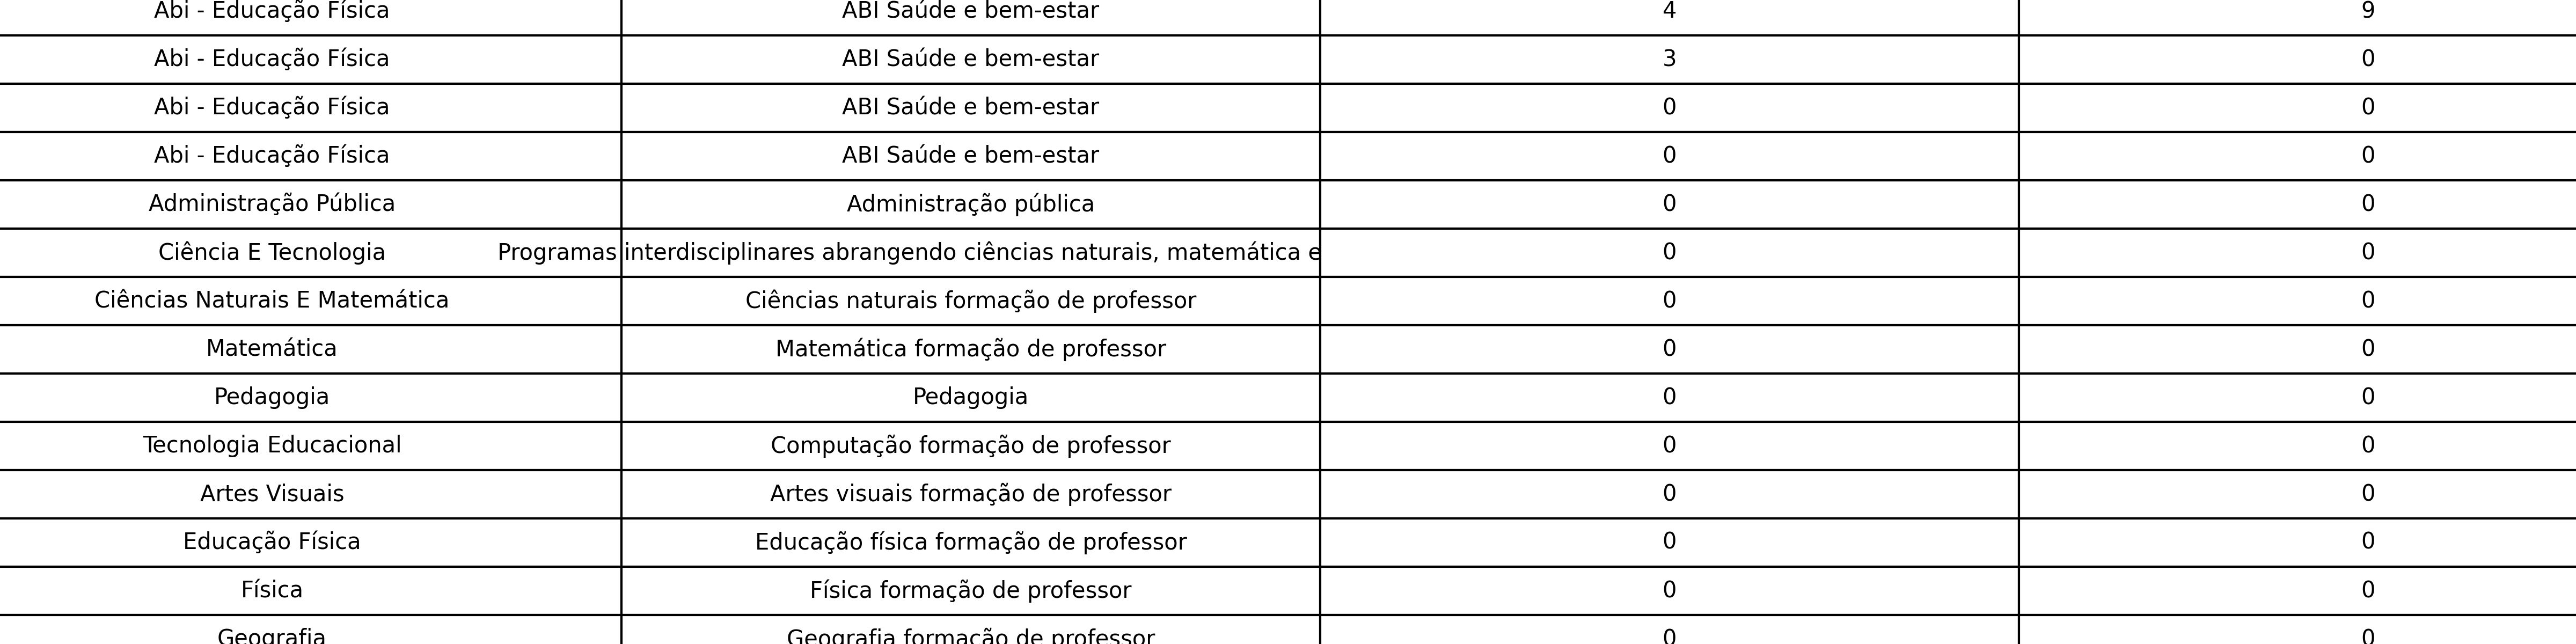 Abi - Educação Física ABI Saúde e bem-estar 4 9
Abi - Educação Física ABI Saúde e bem-estar 3 0
Abi - Educação Física ABI Saúde e bem-estar 0 0
Abi - Educação Física ABI Saúde e bem-estar 0 0
Administração Pública Administração pública 0 0
Ciência E Tecnologia Programas interdisciplinares abrangendo ciências naturais, matemática e 0 0
Ciências Naturais E Matemática Ciências naturais formação de professor 0 0
Matemática Matemática formação de professor 0 0
Pedagogia Pedagogia 0 0
Tecnologia Educacional Computação formação de professor 0 0
Artes Visuais Artes visuais formação de professor 0 0
Educação Física Educação física formação de professor 0 0
Física Física formação de professor 0 0
Geografia Geografia formação de professor 0 0